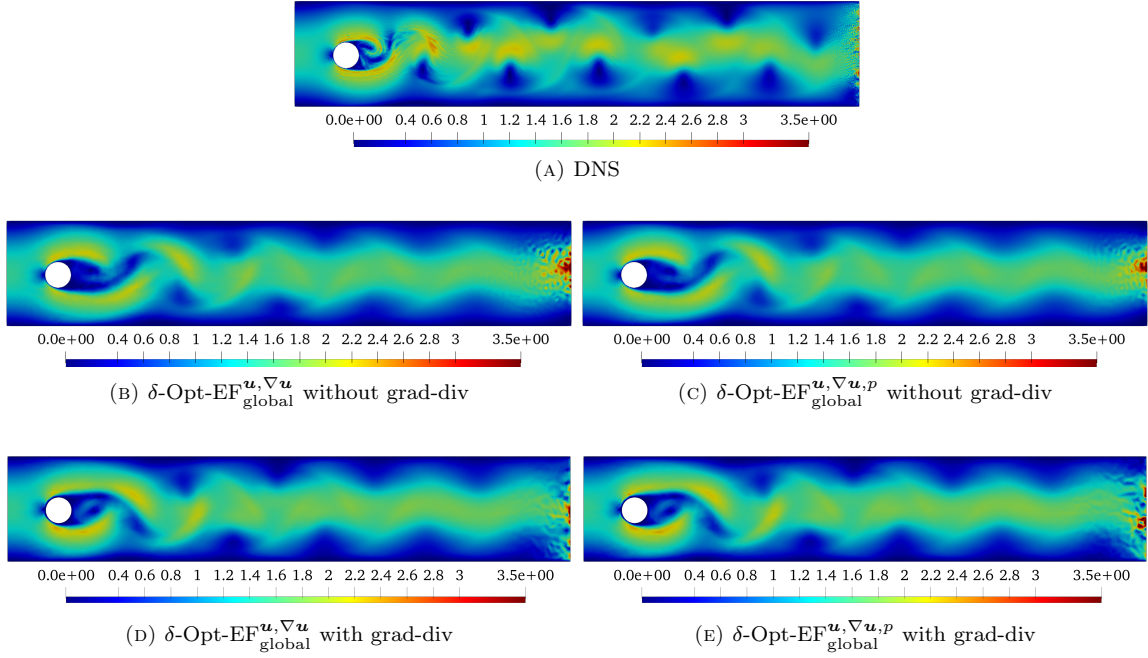 0.0e+00 0.4 0.6 0.8 1 1.2 1.4 1.6 1.8 2 2.2 2.4 2.6 2.8 3 3.5e+00
(A) DNS
0.0e+00 0.4 0.6 0.8 1 1.2 1.4 1.6 1.8 2 2.2 2.4 2.6 2.8 3 3.5e+00
0.0e+00 0.4 0.6 0.8 1 1.2 1.4 1.6 1.8 2 2.2 2.4 2.6 2.8 3 3.5e+00
(B) δ-Opt-EF^{u,∇u}_{global} without grad-div
(C) δ-Opt-EF^{u,∇u,p}_{global} without grad-div
0.0e+00 0.4 0.6 0.8 1 1.2 1.4 1.6 1.8 2 2.2 2.4 2.6 2.8 3 3.5e+00
0.0e+00 0.4 0.6 0.8 1 1.2 1.4 1.6 1.8 2 2.2 2.4 2.6 2.8 3 3.5e+00
(D) δ-Opt-EF^{u,∇u}_{global} with grad-div
(E) δ-Opt-EF^{u,∇u,p}_{global} with grad-div